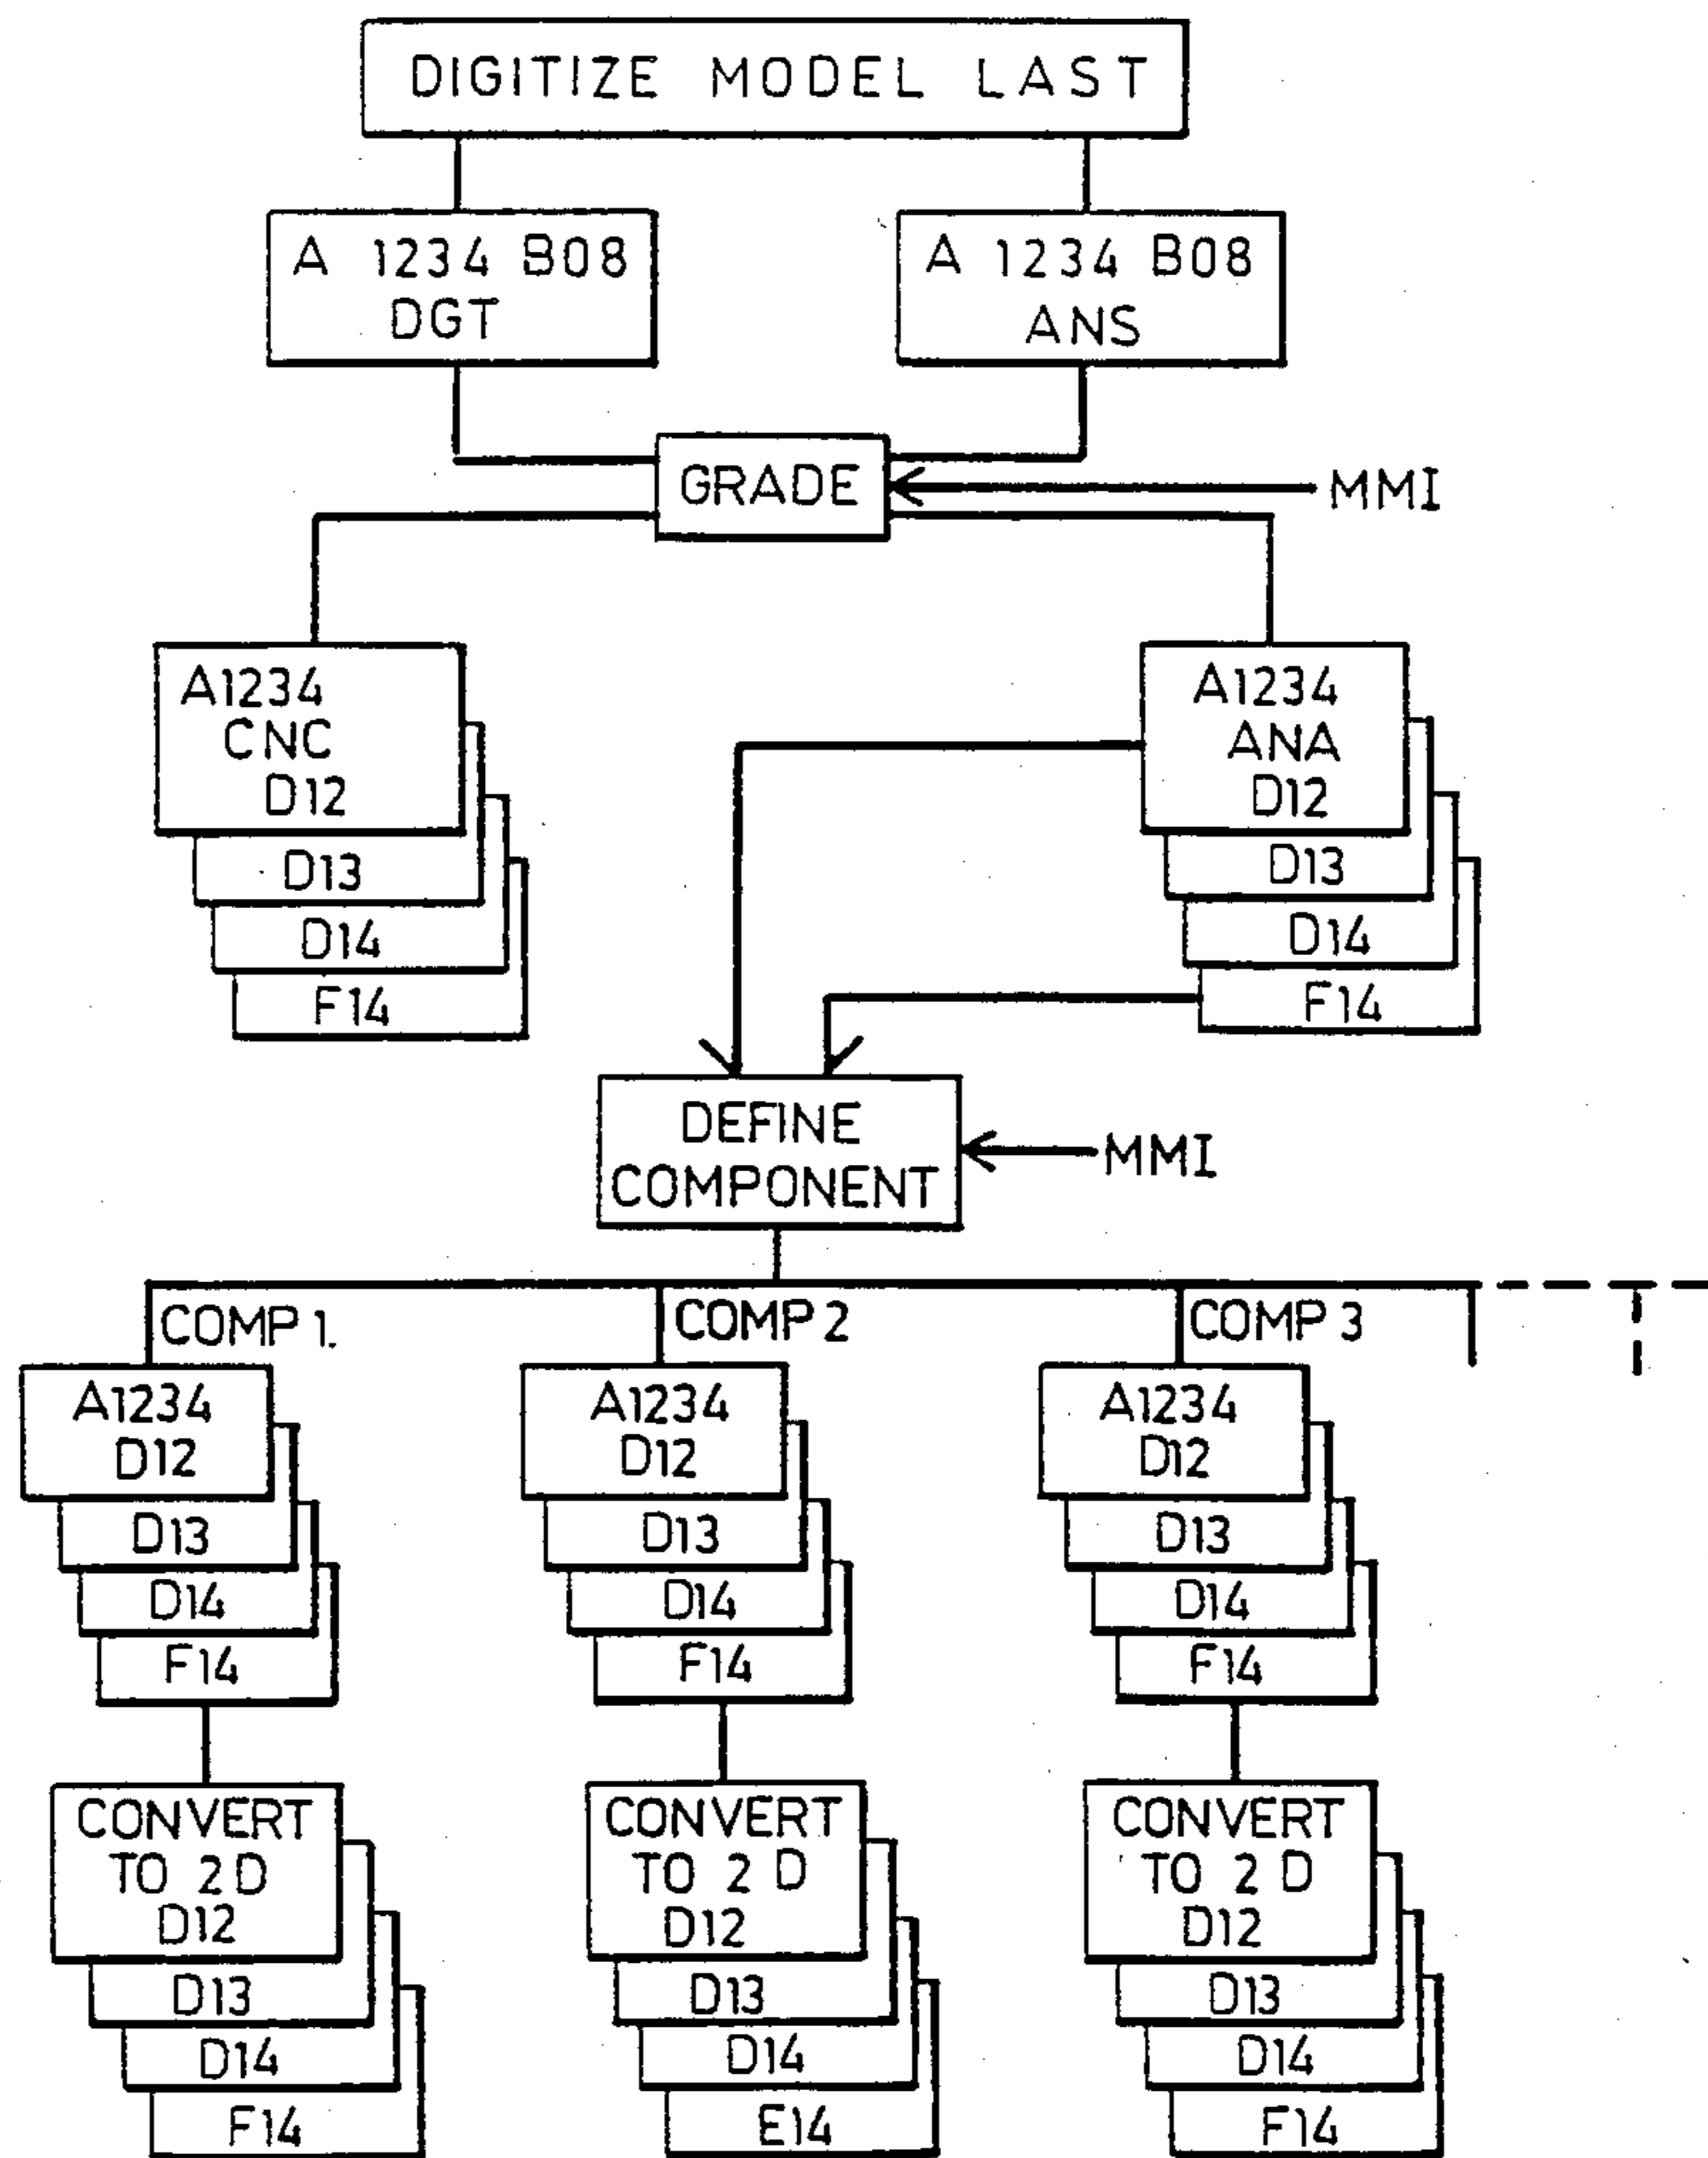 DIGITIZE MODEL LAST
A 1234 B08
DGT
A 1234 B08
ANS
GRADE
MMI
A1234
CNC
D12
D13
D14
F14
A1234
ANA
D12
D13
D14
F14
DEFINE
COMPONENT
MMI
COMP 1.
COMP 2
COMP 3
A1234
D12
D13
D14
F14
A1234
D12
D13
D14
F14
A1234
D12
D13
D14
F14
CONVERT
TO 2 D
D12
D13
D14
F14
CONVERT
TO 2 D
D12
D13
D14
E14
CONVERT
TO 2 D
D12
D13
D14
F14